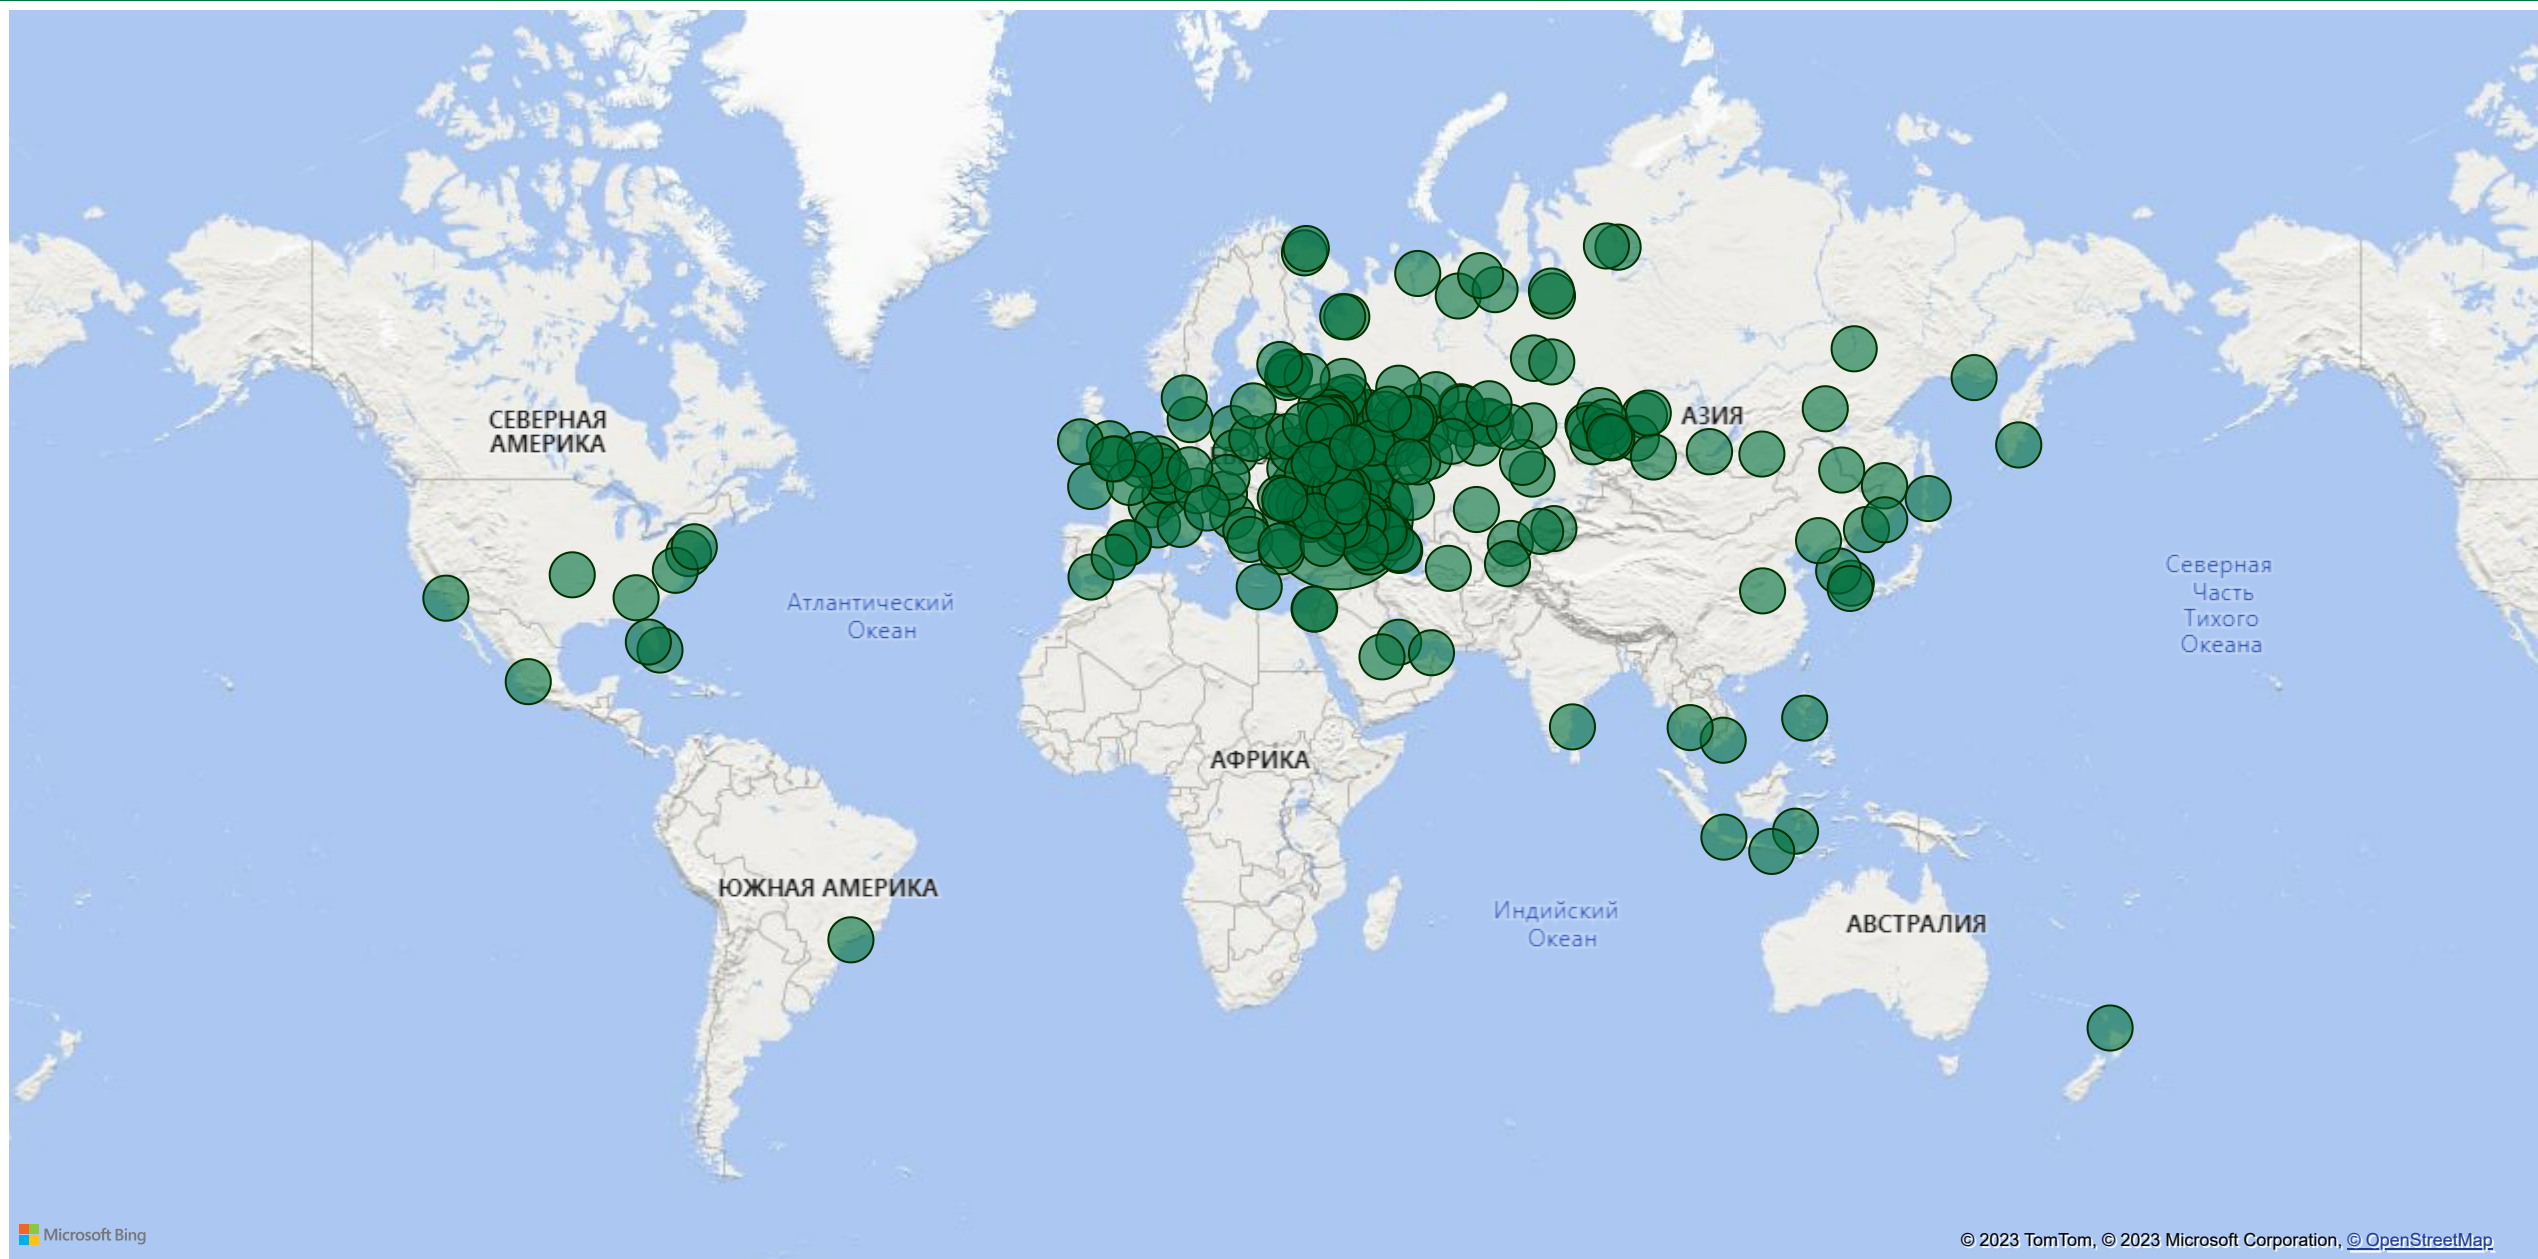 СЕВЕРНАЯ
АМЕРИКА
АЗИЯ
Атлантический
Океан
Северная
Часть
Тихого
Океана
АФРИКА
ЮЖНАЯ АМЕРИКА
Индийский
Океан
АВСТРАЛИЯ
Microsoft Bing
© 2023 TomTom, © 2023 Microsoft Corporation, © OpenStreetMap